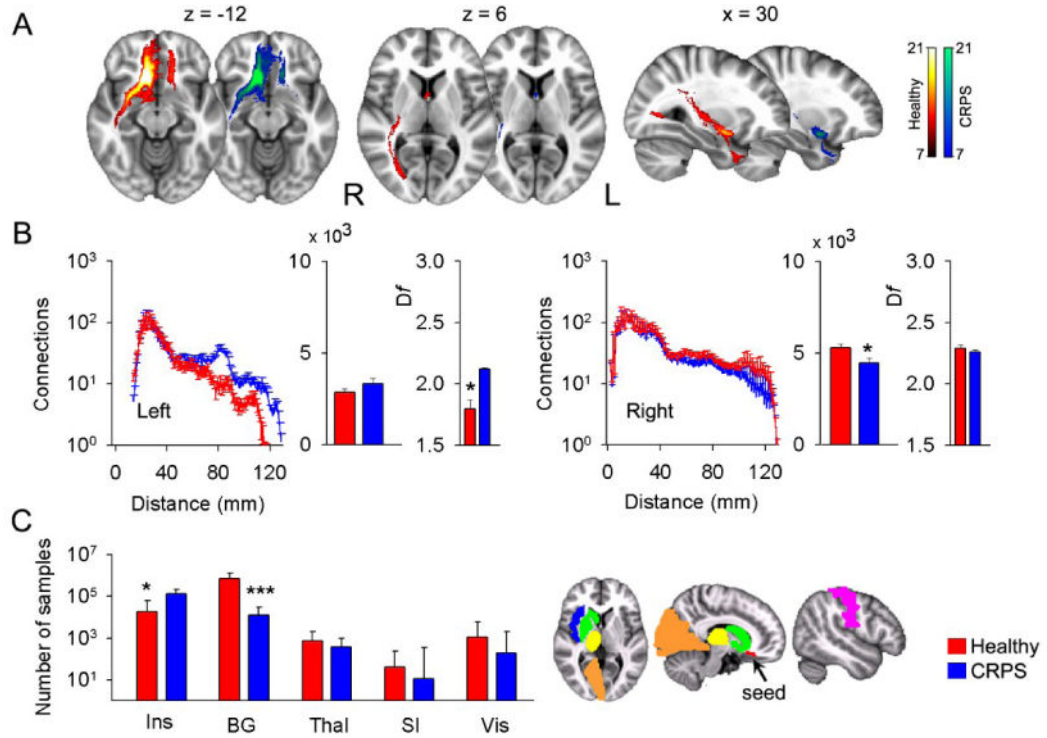 A
z = -12
z = 6
x = 30
R
L
21
21
Healthy
CRPS
7
7
B
Connections
10³
10²
10¹
10⁰
Left
0
40
80
120
Distance (mm)
x 10³
10
5
0
Df
3.0
2.5
2.0
1.5
*
Connections
10³
10²
10¹
10⁰
Right
0
40
80
120
Distance (mm)
x 10³
10
5
0
*
Df
3.0
2.5
2.0
1.5
C
Number of samples
10⁷
10⁵
10³
10¹
*
***
Ins
BG
Thal
SI
Vis
seed
Healthy
CRPS